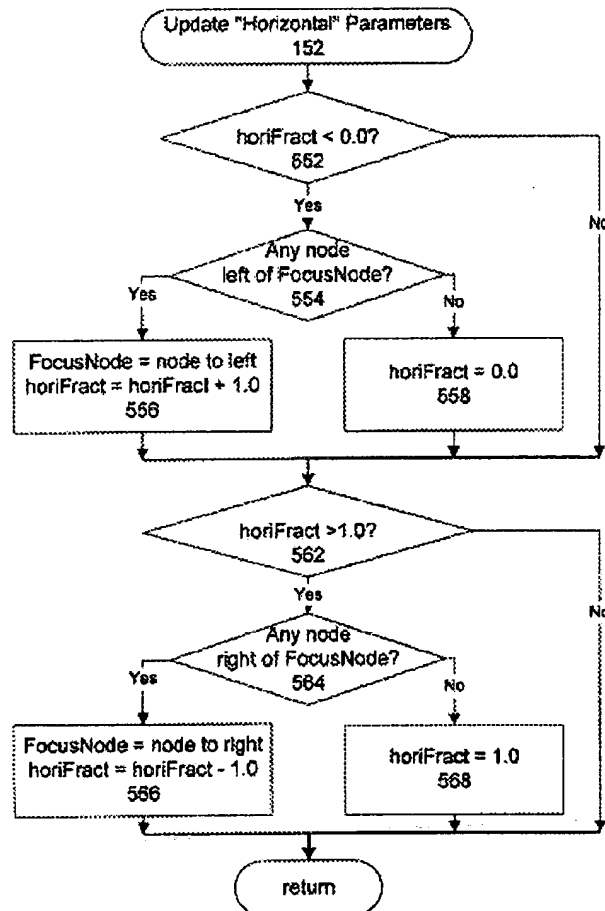 Update "Horizontal" Parameters
152
horiFract < 0.0?
552
Yes
No
Any node
left of FocusNode?
554
Yes
No
FocusNode = node to left
horiFract = horiFract + 1.0
556
horiFract = 0.0
558
horiFract >1.0?
562
Yes
No
Any node
right of FocusNode?
564
Yes
No
FocusNode = node to right
horiFract = horiFract - 1.0
566
horiFract = 1.0
568
return